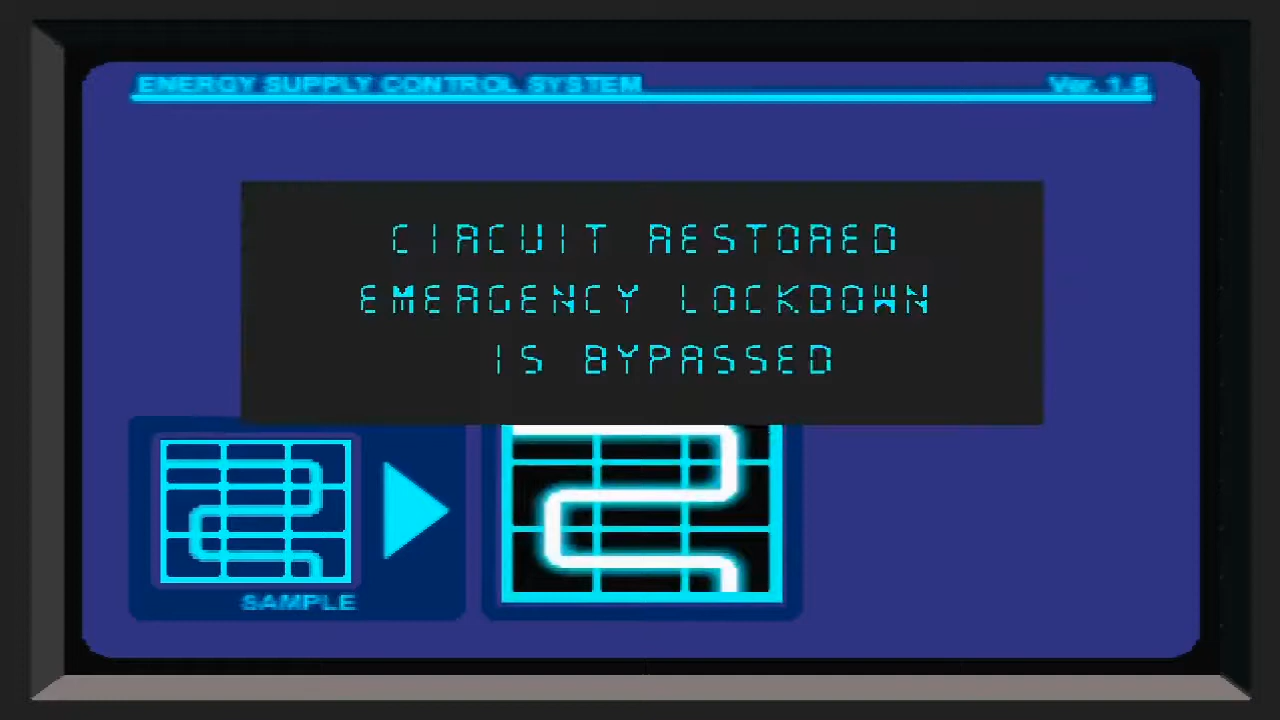 ENERGY SUPPLY CONTROL SYSTEM Ver. 1.5
CIRCUIT RESTORED
EMERGENCY LOCKDOWN
IS BYPASSED
SAMPLE